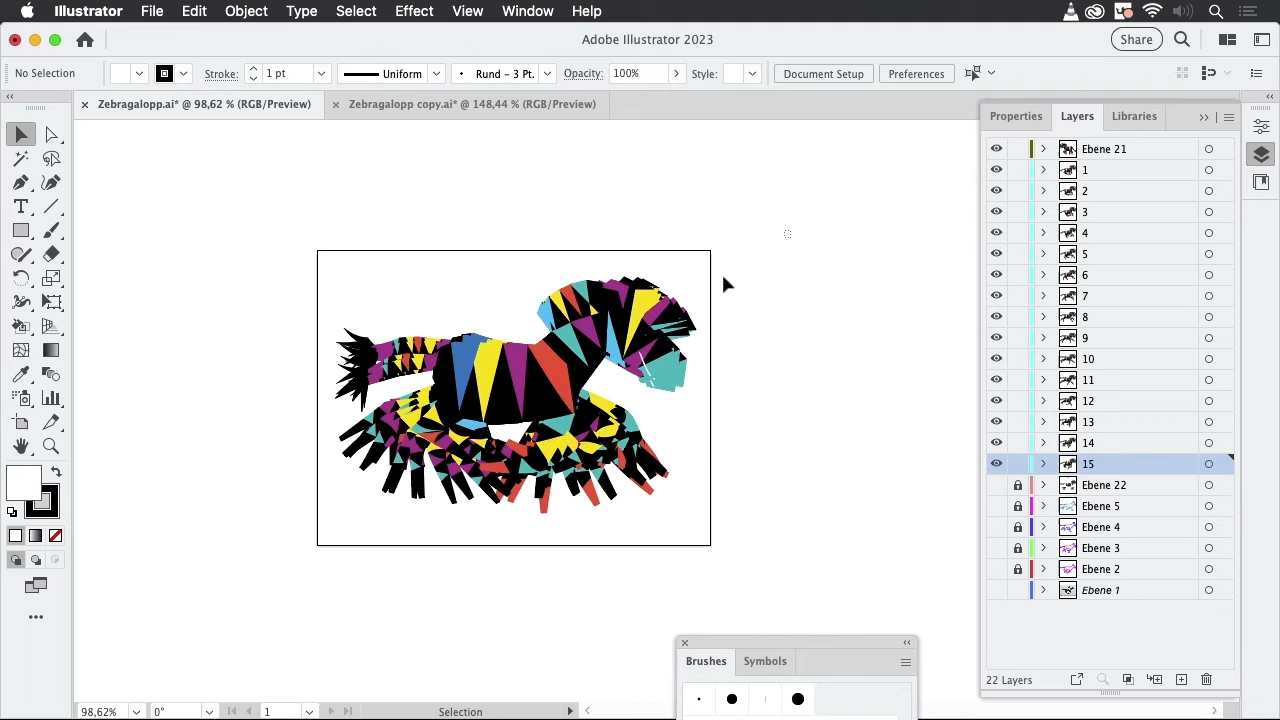 Illustrator File Edit Object Type Select Effect View Window Help
Adobe Illustrator 2023
Share
No Selection
Stroke:
1 pt
Uniform
Rund - 3 Pt.
Opacity:
100%
Style:
Document Setup
Preferences
Zebragalopp.ai* @ 98,62 % (RGB/Preview)
Zebragalopp copy.ai* @ 148,44 % (RGB/Preview)
Properties
Layers
Libraries
Ebene 21
1
2
3
4
5
6
7
8
9
10
11
12
13
14
15
Ebene 22
Ebene 5
Ebene 4
Ebene 3
Ebene 2
Ebene 1
22 Layers
Brushes
Symbols
98,62%
0°
1
Selection